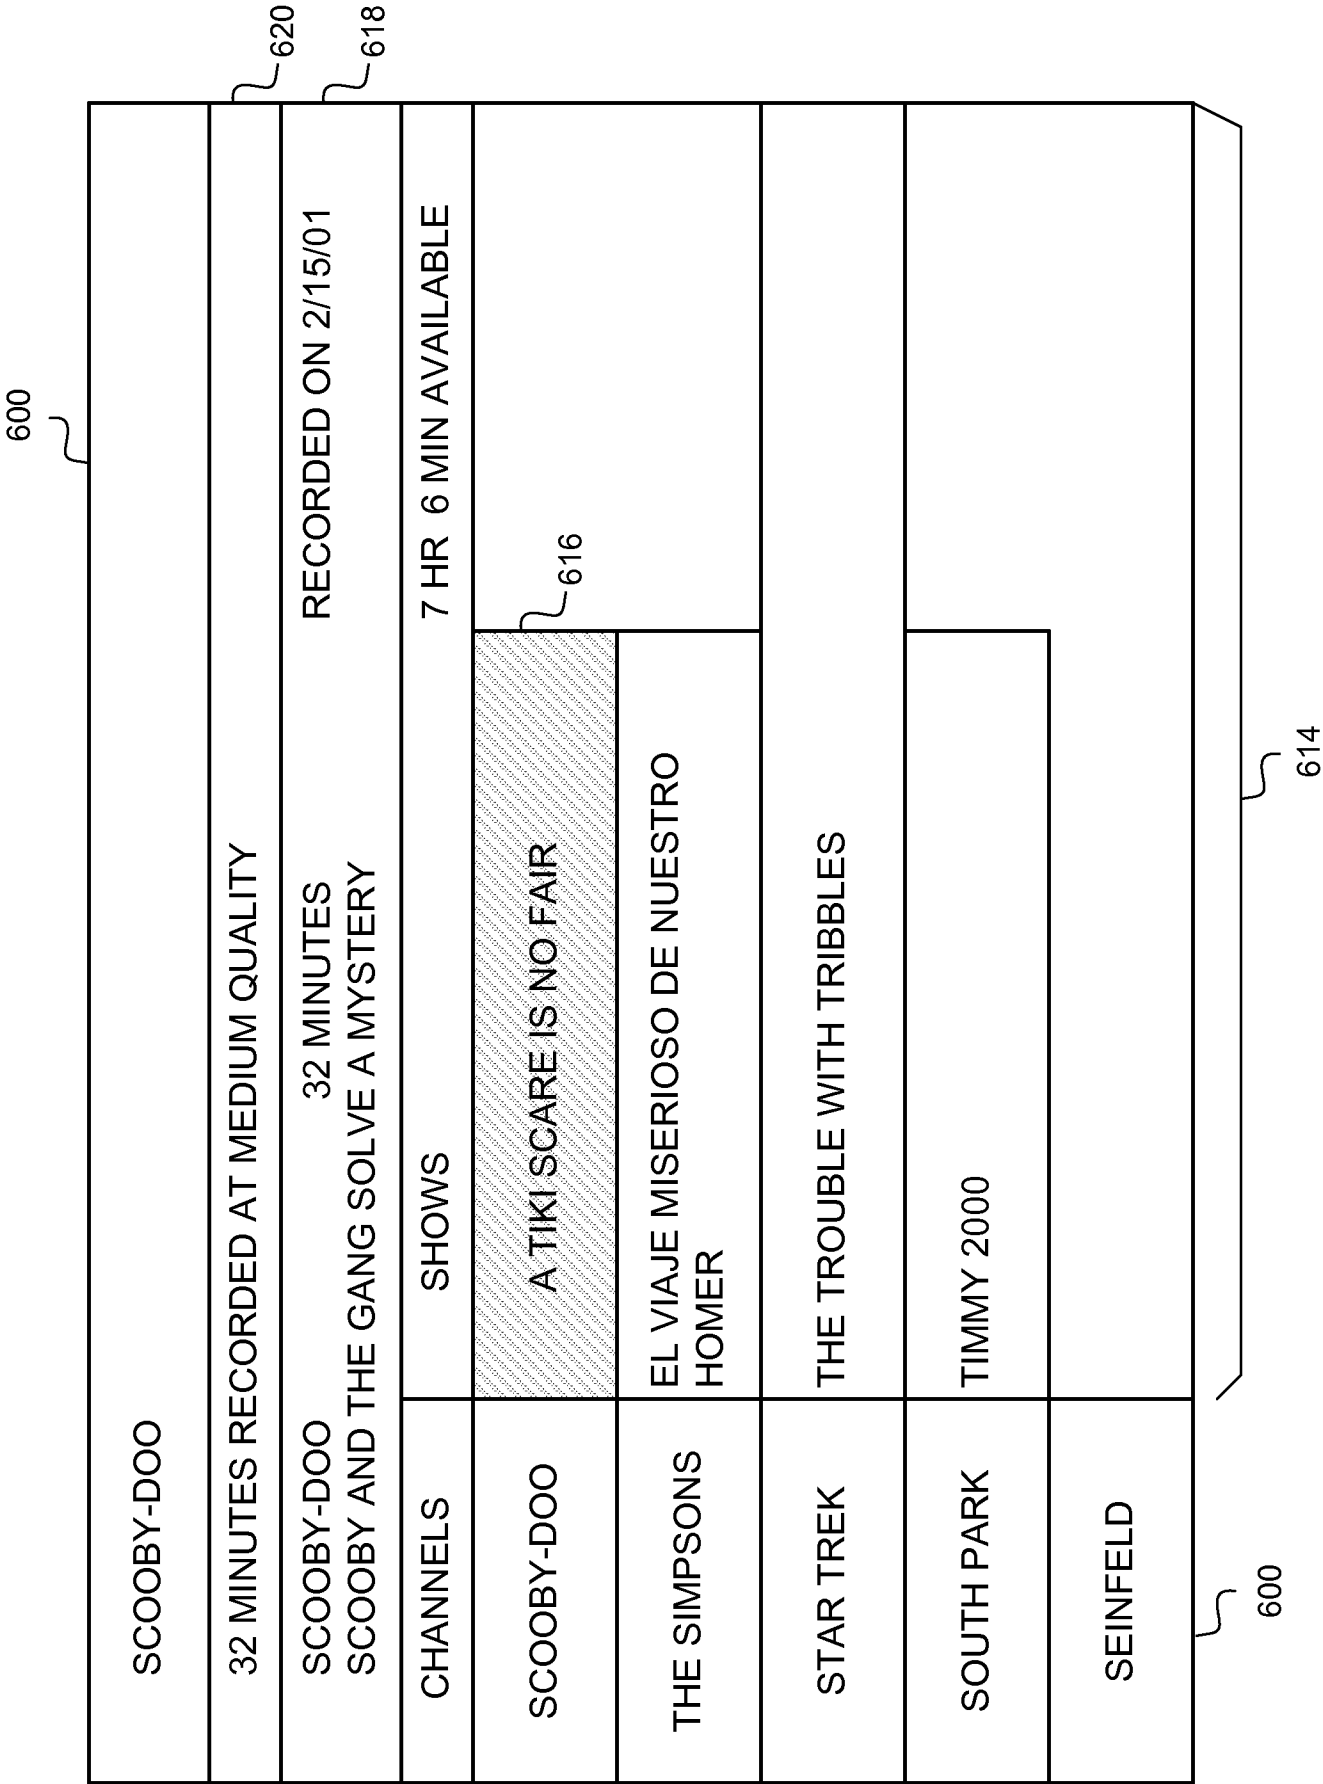 600
SCOOBY-DOO
32 MINUTES RECORDED AT MEDIUM QUALITY
620
SCOOBY-DOO 32 MINUTES RECORDED ON 2/15/01
SCOOBY AND THE GANG SOLVE A MYSTERY
618
CHANNELS SHOWS 7 HR 6 MIN AVAILABLE
SCOOBY-DOO A TIKI SCARE IS NO FAIR
616
THE SIMPSONS EL VIAJE MISERIOSO DE NUESTRO
HOMER
STAR TREK THE TROUBLE WITH TRIBBLES
SOUTH PARK TIMMY 2000
SEINFELD
600
614